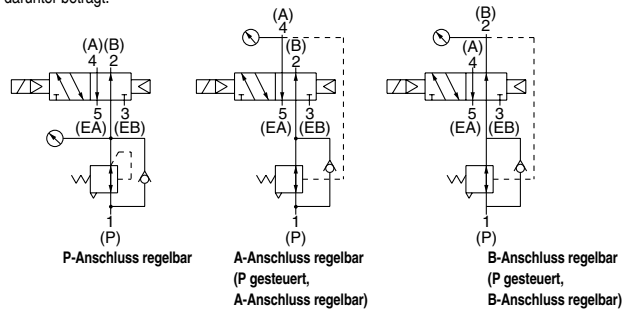 darunter beträgt.
(A)(B)
4 2
5 3
(EA) (EB)
1
(P)
P-Anschluss regelbar
(A)
4
(B)
2
5 3
(EA) (EB)
1
(P)
A-Anschluss regelbar
(P gesteuert,
A-Anschluss regelbar)
(B)
2
(A)
4
5 3
(EA) (EB)
1
(P)
B-Anschluss regelbar
(P gesteuert,
B-Anschluss regelbar)